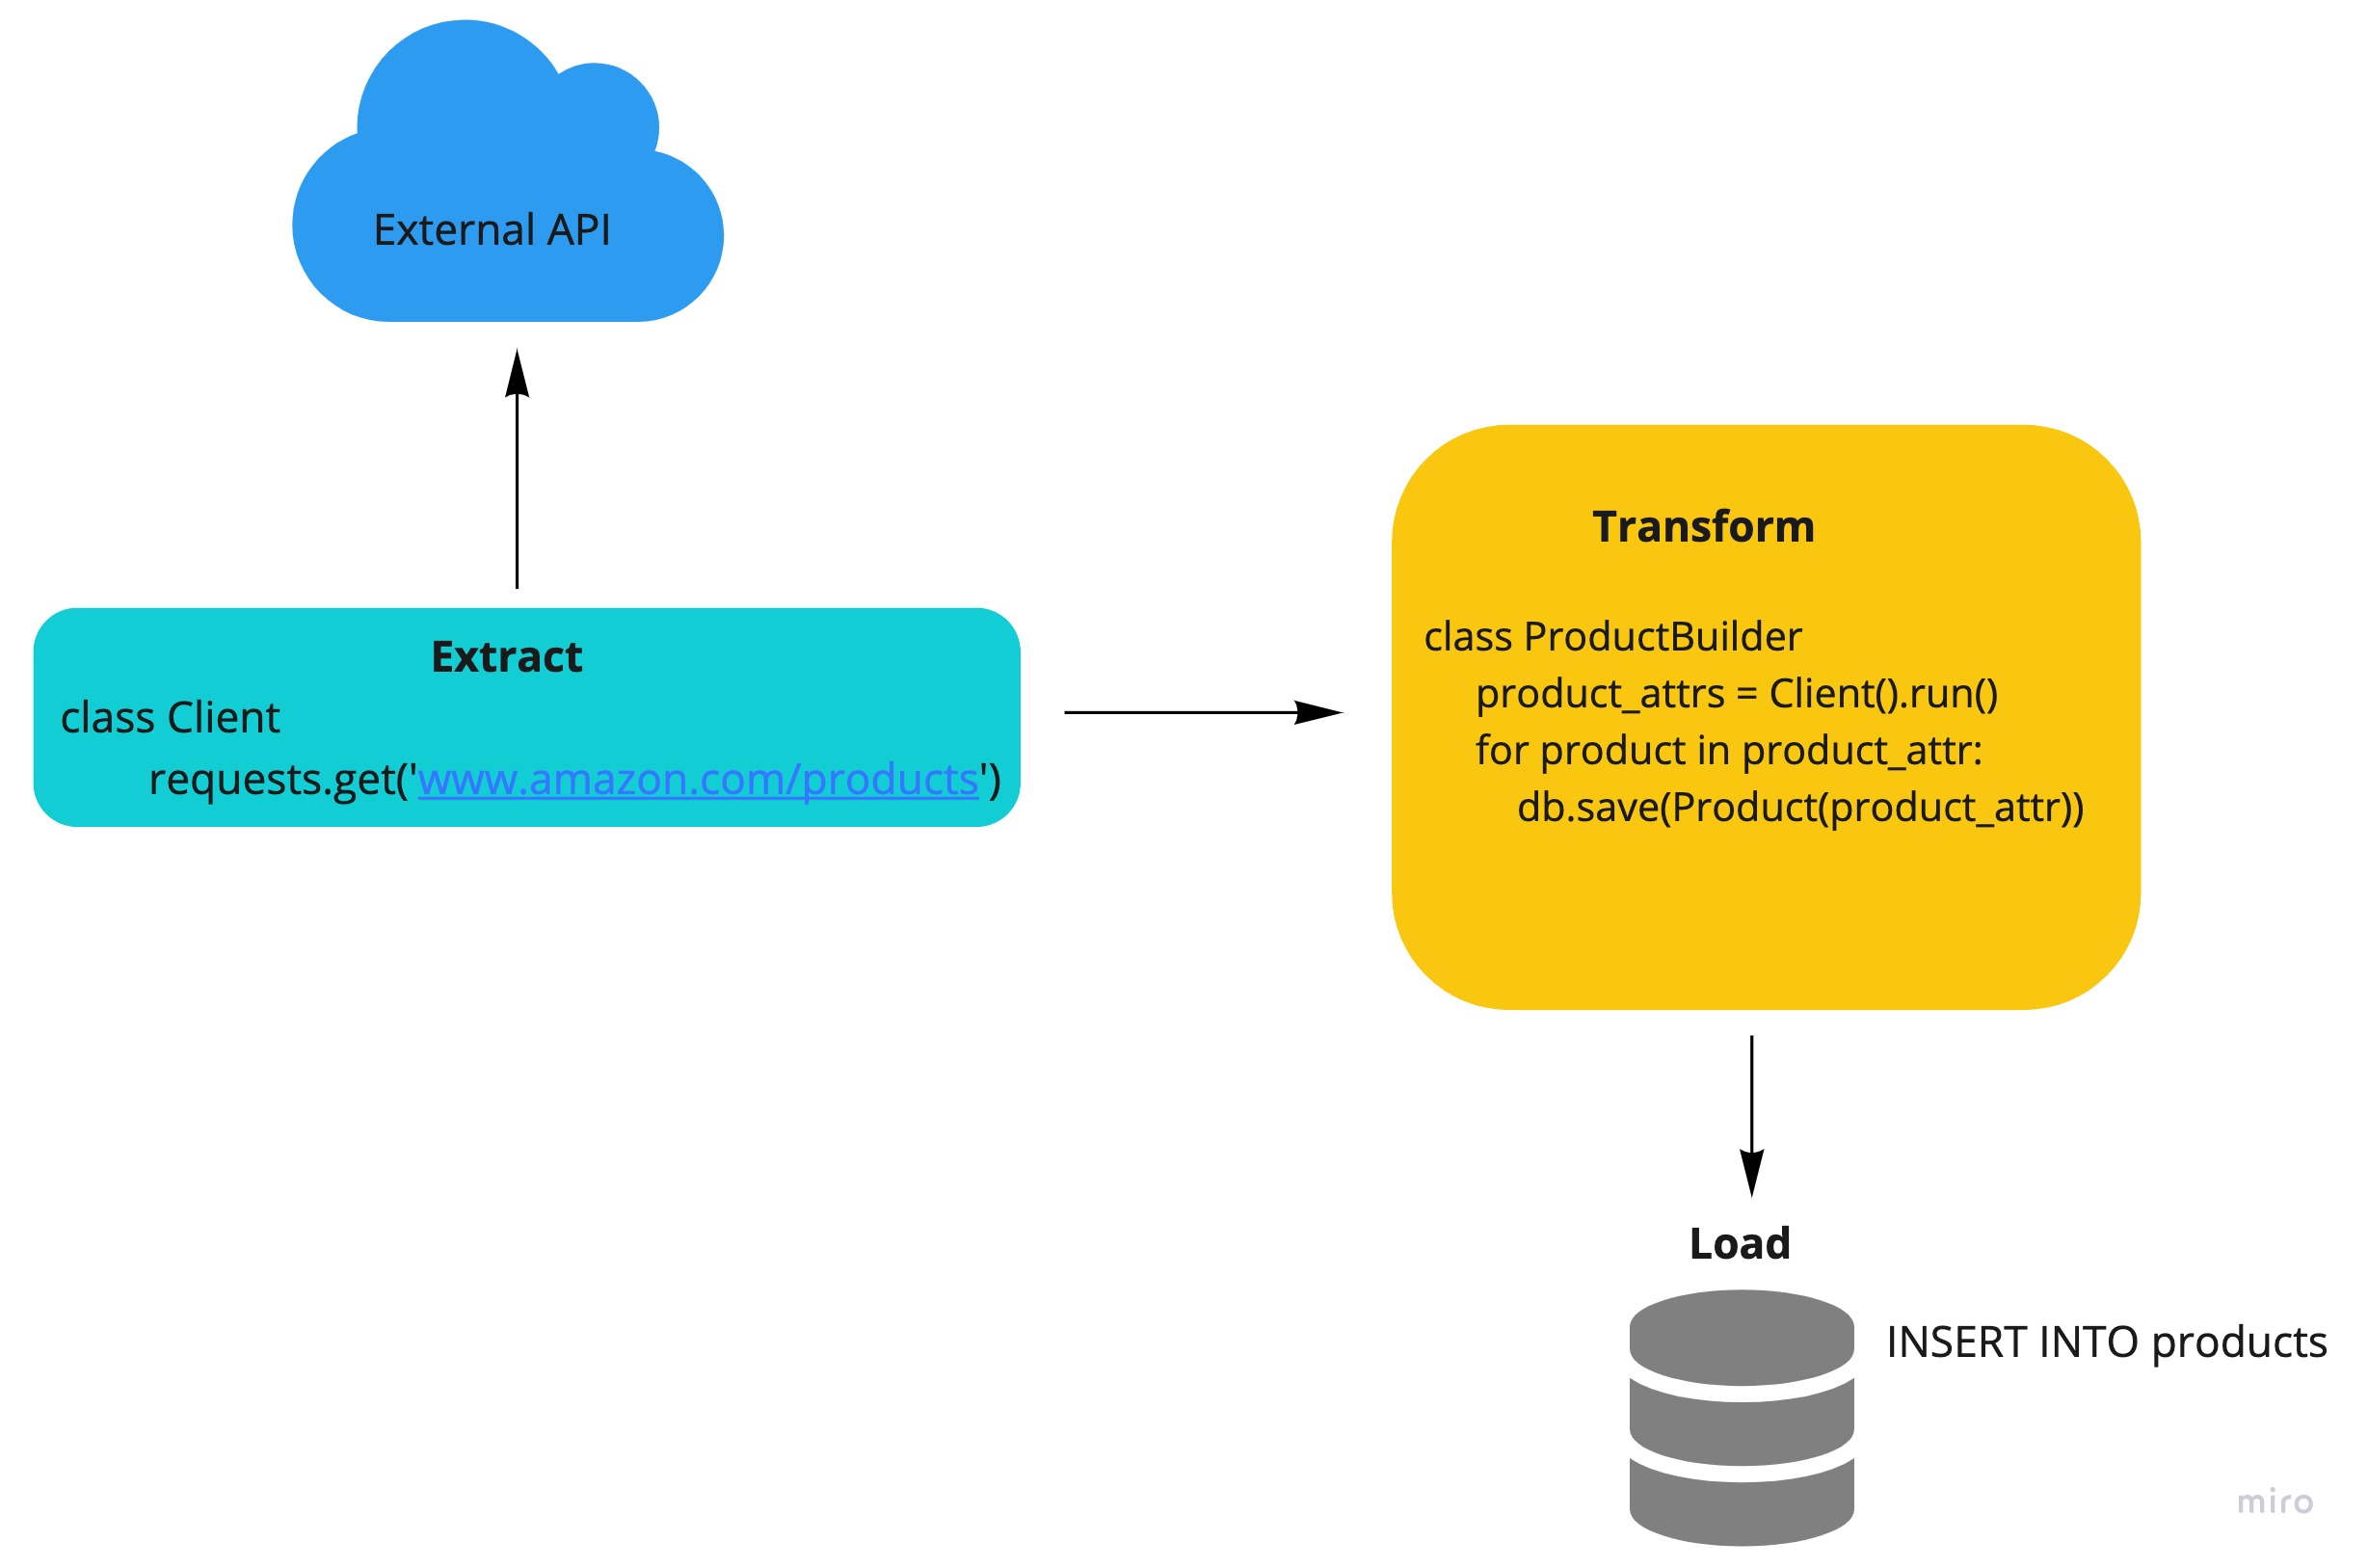 External API
Extract
class Client
requests.get('www.amazon.com/products')
Transform
class ProductBuilder
product_attrs = Client().run()
for product in product_attr:
db.save(Product(product_attr))
Load
INSERT INTO products
miro